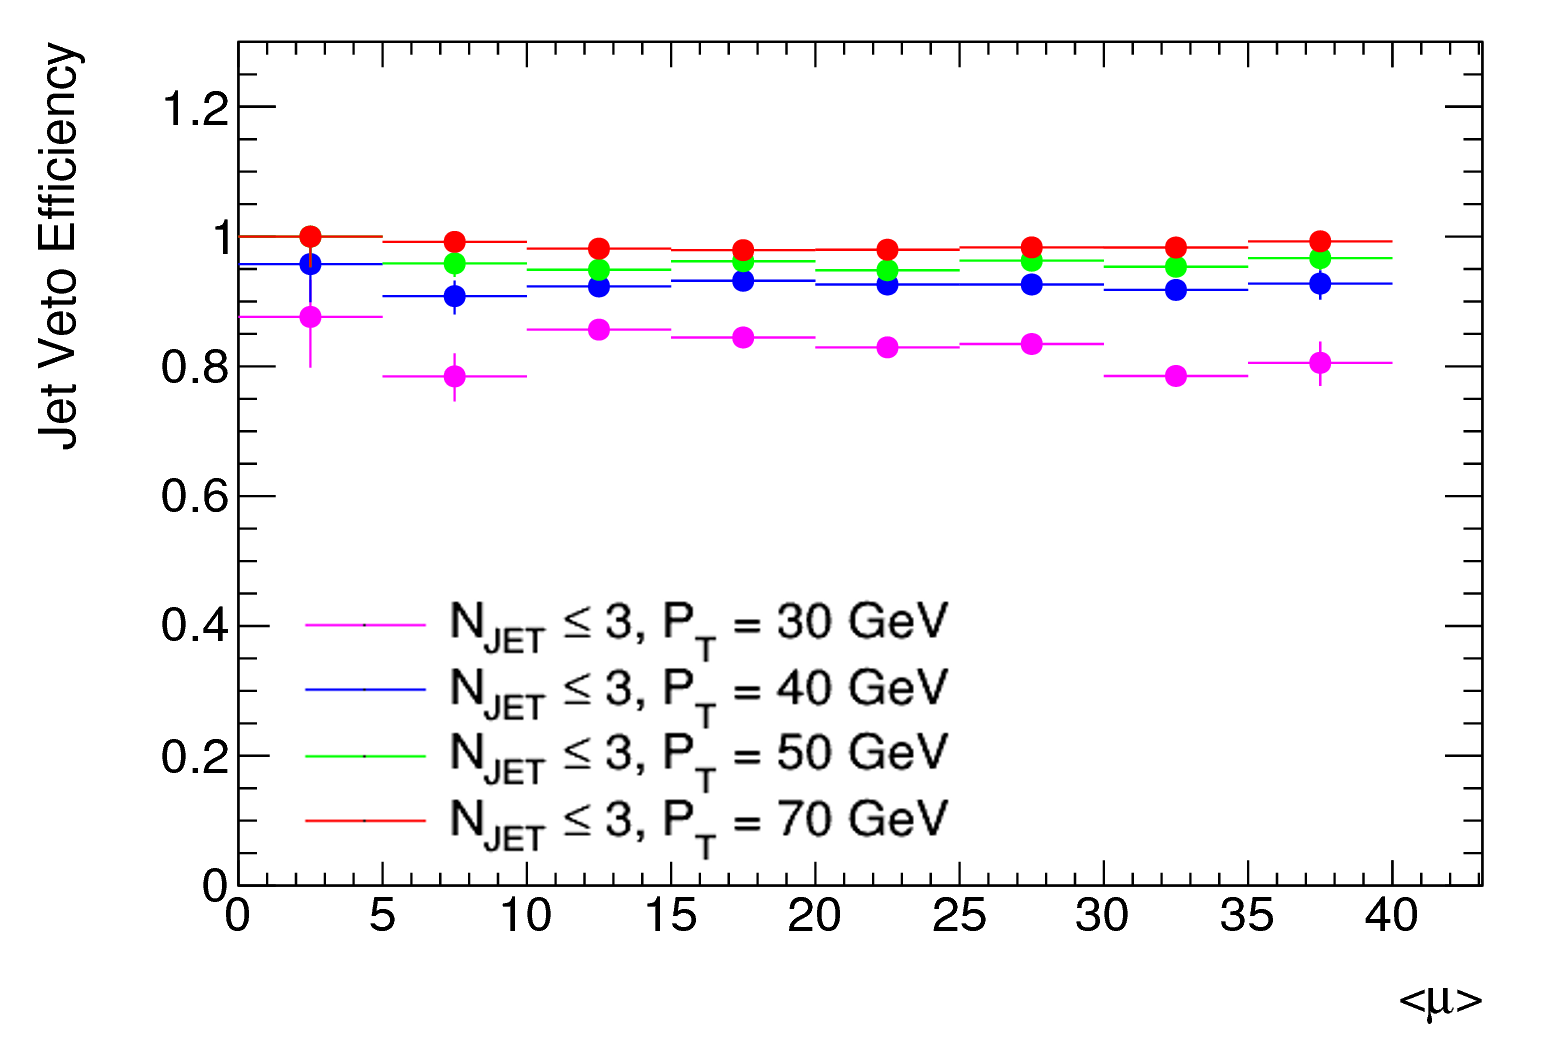 Jet Veto Efficiency
1.2
1
0.8
0.6
0.4
0.2
0
N_JET ≤ 3, P_T = 30 GeV
N_JET ≤ 3, P_T = 40 GeV
N_JET ≤ 3, P_T = 50 GeV
N_JET ≤ 3, P_T = 70 GeV
0 5 10 15 20 25 30 35 40
<μ>